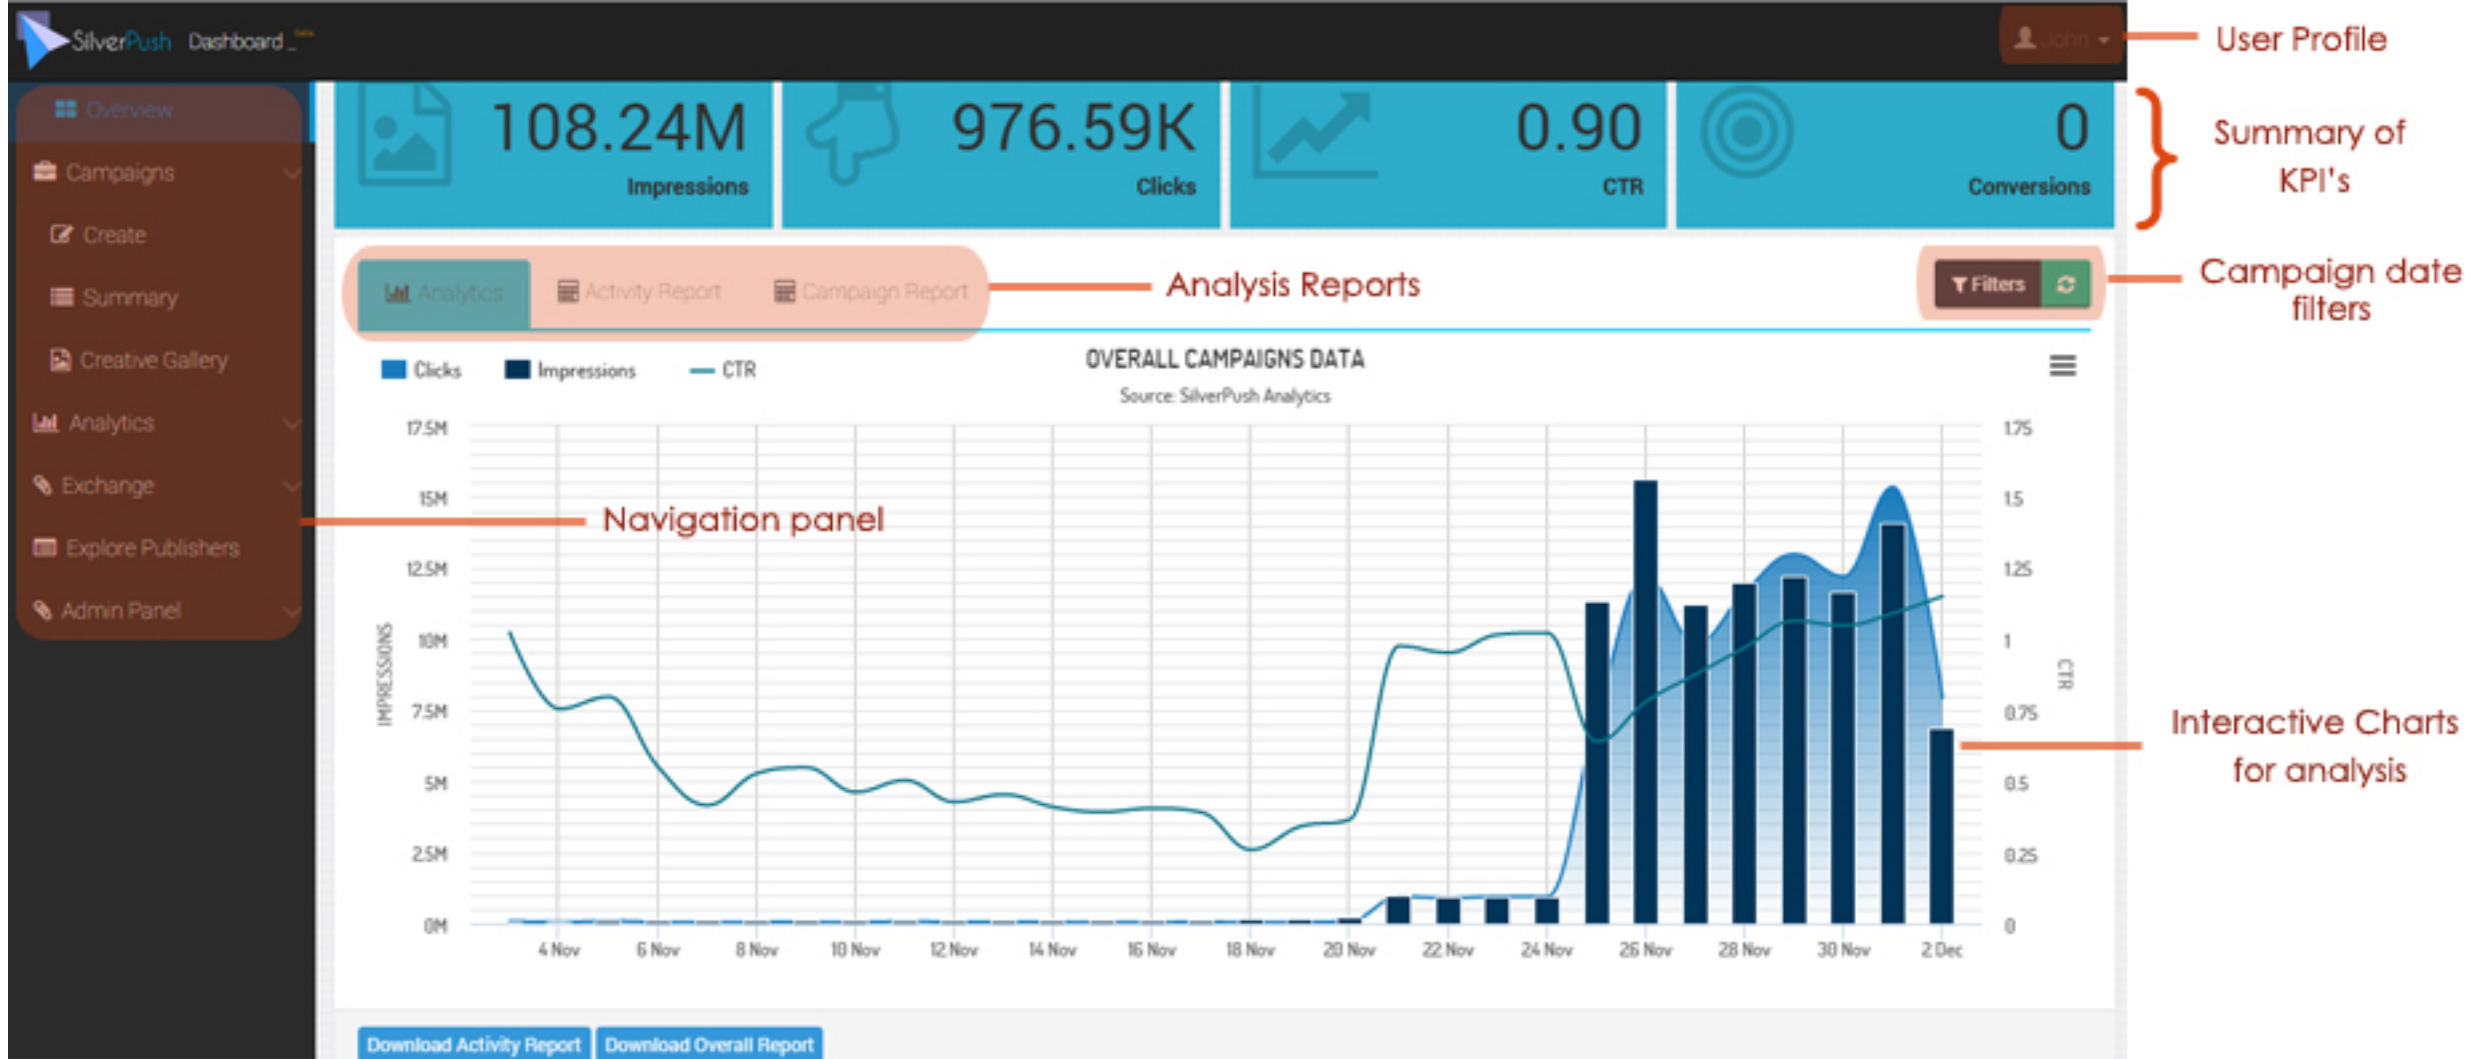 SilverPush Dashboard _ beta
John
User Profile
Overview
Campaigns
Create
Summary
Creative Gallery
Analytics
Exchange
Explore Publishers
Admin Panel
Navigation panel
108.24M
Impressions
976.59K
Clicks
0.90
CTR
0
Conversions
Summary of
KPI's
Analytics
Activity Report
Campaign Report
Analysis Reports
Filters
Campaign date
filters
Clicks
Impressions
CTR
OVERALL CAMPAIGNS DATA
Source: SilverPush Analytics
17.5M
15M
12.5M
10M
7.5M
5M
2.5M
0M
IMPRESSIONS
1.75
1.5
1.25
1
0.75
0.5
0.25
0
CTR
4 Nov
6 Nov
8 Nov
10 Nov
12 Nov
14 Nov
16 Nov
18 Nov
20 Nov
22 Nov
24 Nov
26 Nov
28 Nov
30 Nov
2 Dec
Interactive Charts
for analysis
Download Activity Report
Download Overall Report